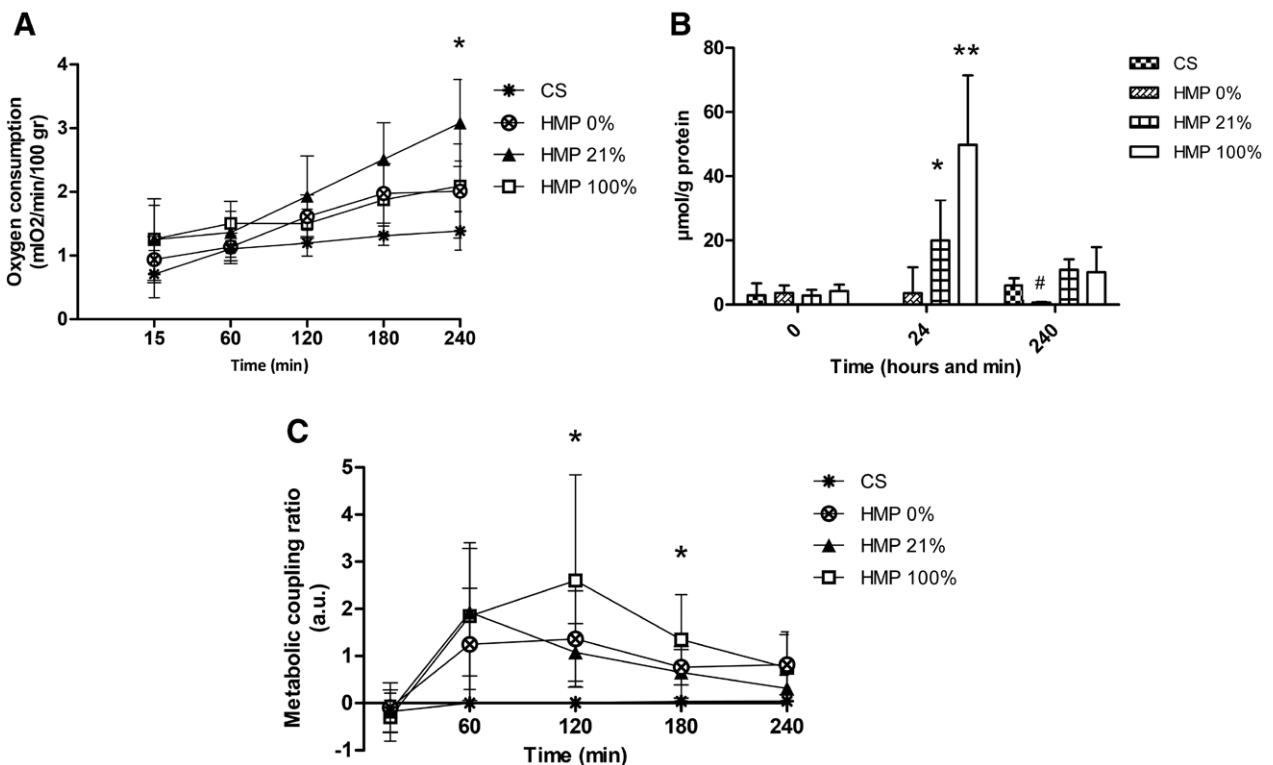 A
*
Oxygen consumption
(mlO2/min/100 gr)
4
3
2
1
0
15 60 120 180 240
Time (min)
CS
HMP 0%
HMP 21%
HMP 100%
B
µmol/g protein
80
60
40
20
0
*
**
#
0 24 240
Time (hours and min)
CS
HMP 0%
HMP 21%
HMP 100%
C
Metabolic coupling ratio
(a.u.)
5
4
3
2
1
0
-1
*
*
60 120 180 240
Time (min)
CS
HMP 0%
HMP 21%
HMP 100%